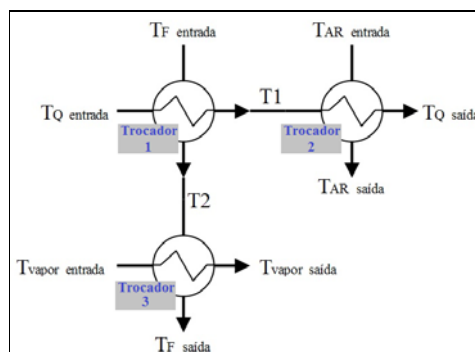 TF entrada
TAR entrada
TQ entrada
T1
TQ saída
Trocador
1
Trocador
2
TAR saída
T2
Tvapor entrada
Tvapor saída
Trocador
3
TF saída